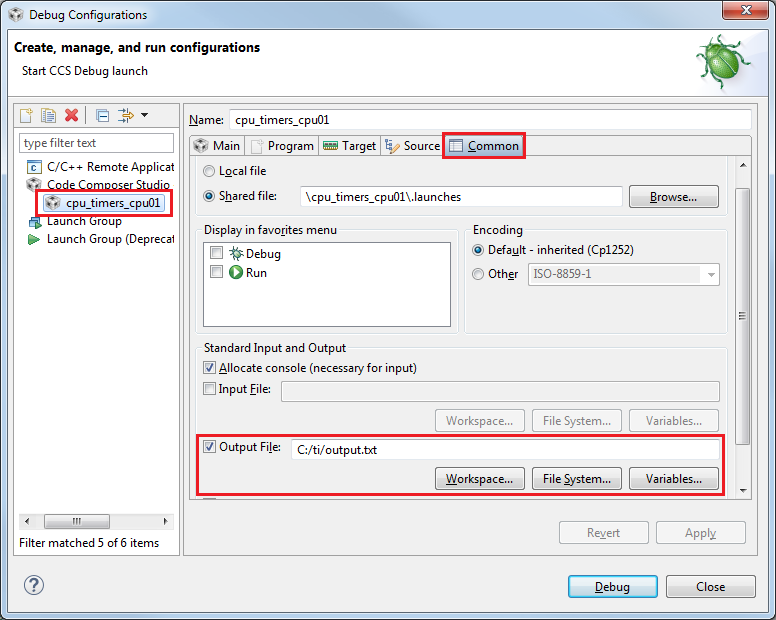 Debug Configurations
Create, manage, and run configurations
Start CCS Debug launch
type filter text
C/C++ Remote Applicat
Code Composer Studio
cpu_timers_cpu01
Launch Group
Launch Group (Deprecat
Filter matched 5 of 6 items
Name: cpu_timers_cpu01
Main Program Target Source Common
Local file
Shared file: \cpu_timers_cpu01\.launches Browse...
Display in favorites menu
Debug
Run
Encoding
Default - inherited (Cp1252)
Other ISO-8859-1
Standard Input and Output
Allocate console (necessary for input)
Input File:
Workspace... File System... Variables...
Output File: C:/ti/output.txt
Workspace... File System... Variables...
Revert Apply
? Debug Close